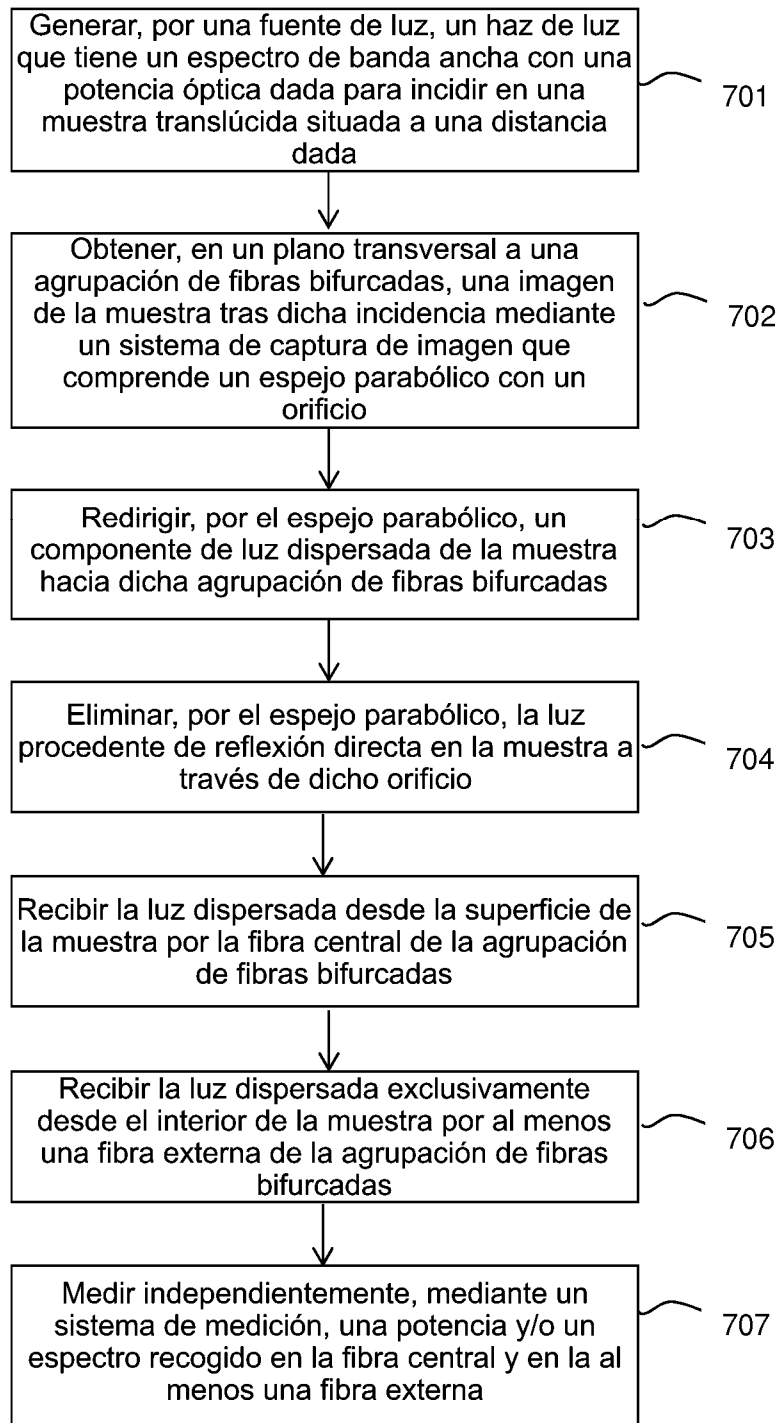 Generar, por una fuente de luz, un haz de luz
que tiene un espectro de banda ancha con una
potencia óptica dada para incidir en una
muestra translúcida situada a una distancia
dada
701
Obtener, en un plano transversal a una
agrupación de fibras bifurcadas, una imagen
de la muestra tras dicha incidencia mediante
un sistema de captura de imagen que
comprende un espejo parabólico con un
orificio
702
Redirigir, por el espejo parabólico, un
componente de luz dispersada de la muestra
hacia dicha agrupación de fibras bifurcadas
703
Eliminar, por el espejo parabólico, la luz
procedente de reflexión directa en la muestra a
través de dicho orificio
704
Recibir la luz dispersada desde la superficie de
la muestra por la fibra central de la agrupación
de fibras bifurcadas
705
Recibir la luz dispersada exclusivamente
desde el interior de la muestra por al menos
una fibra externa de la agrupación de fibras
bifurcadas
706
Medir independientemente, mediante un
sistema de medición, una potencia y/o un
espectro recogido en la fibra central y en la al
menos una fibra externa
707